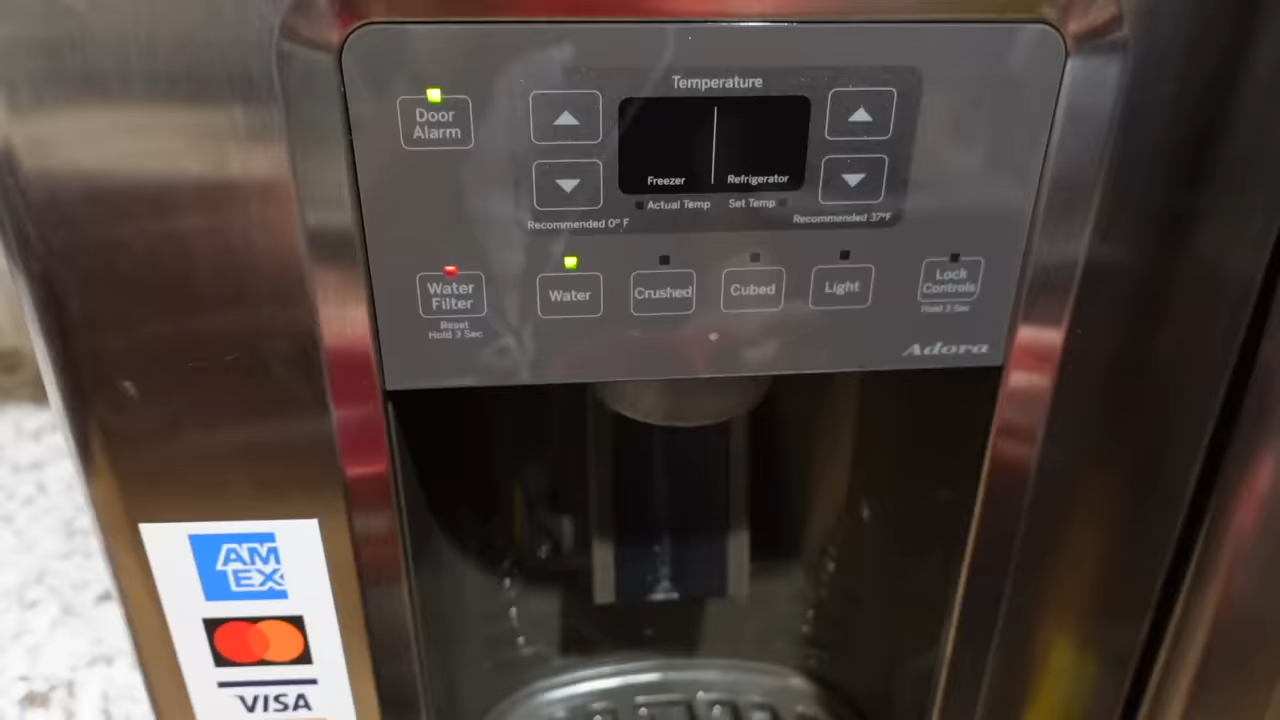 Temperature
Door
Alarm
Freezer
Refrigerator
Actual Temp
Set Temp
Recommended 0° F
Recommended 37°F
Water
Filter
Reset
Hold 3 Sec
Water
Crushed
Cubed
Light
Lock
Controls
Hold 3 Sec
Adora
AM
EX
VISA